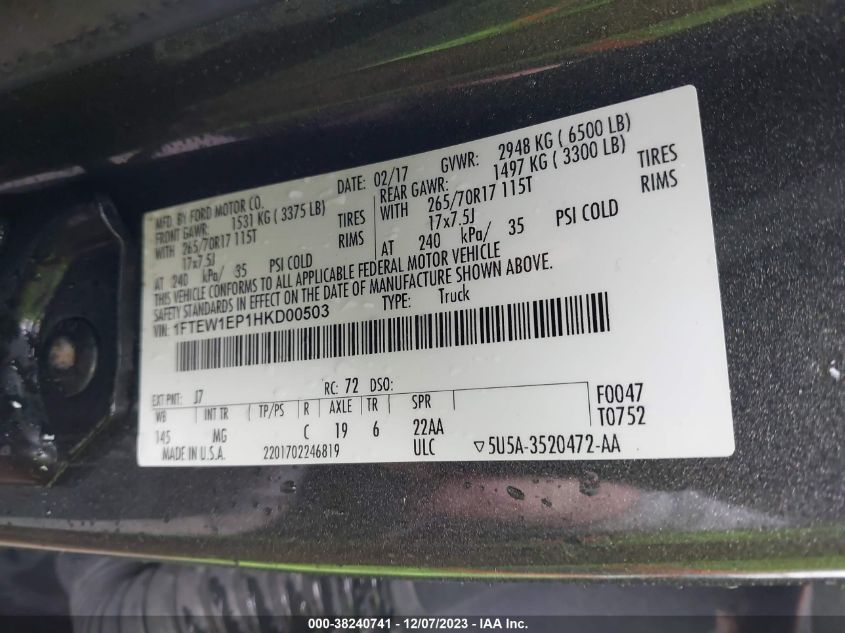 MFD. BY FORD MOTOR CO.
DATE: 02/17 GVWR: 2948 KG ( 6500 LB)
FRONT GAWR: 1531 KG ( 3375 LB)
REAR GAWR: 1497 KG ( 3300 LB)
WITH 265/70R17 115T TIRES
WITH 265/70R17 115T TIRES
17x7.5J RIMS
17x7.5J RIMS
AT 240 kPa/ 35 PSI COLD
AT 240 kPa/ 35 PSI COLD
THIS VEHICLE CONFORMS TO ALL APPLICABLE FEDERAL MOTOR VEHICLE
SAFETY STANDARDS IN EFFECT ON THE DATE OF MANUFACTURE SHOWN ABOVE.
VIN: 1FTEW1EP1HKD00503 TYPE: Truck
EXT PNT: J7 RC: 72 DSO: F0047
WB INT TR TP/PS R AXLE TR SPR T0752
145 MG C 19 6 22AA
MADE IN U.S.A. 2201702246819 ULC ▽5U5A-3520472-AA
000-38240741 - 12/07/2023 - IAA Inc.